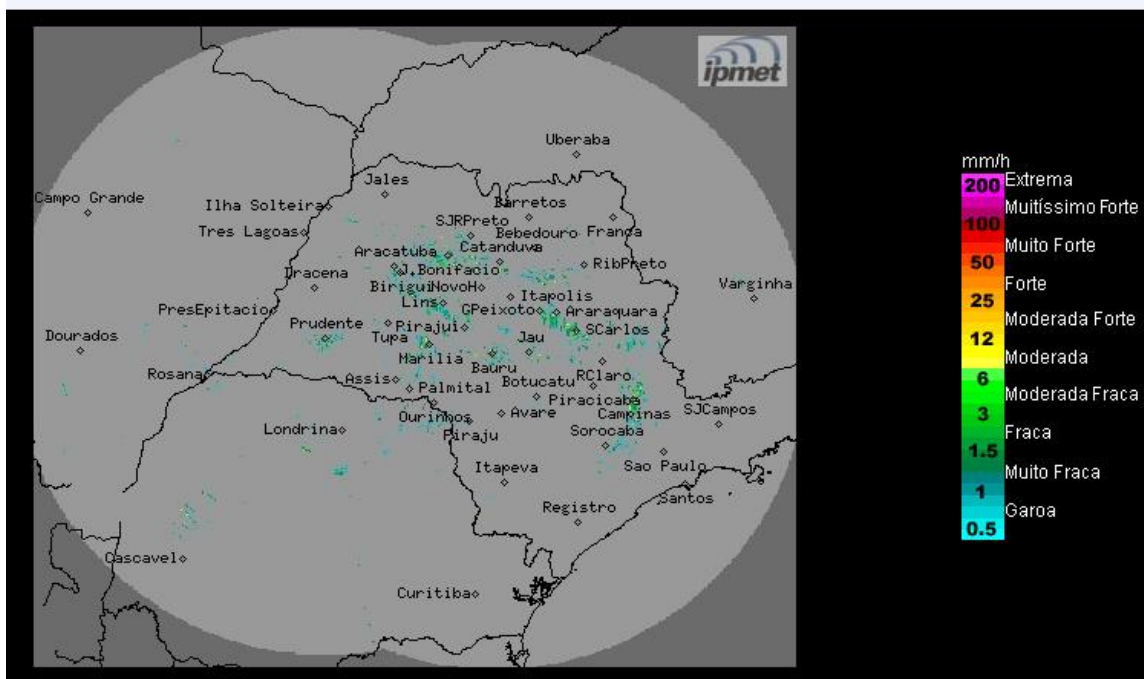 ipmet
Uberaba
Jales
Campo Grande
Ilha Solteira
Barretos
SJRPreto
Tres Lagoas
Bebedouro
Franca
Catanduva
Aracatuba
J.Bonifacio
RibPreto
Dracena
Birigui
NovoH
Varginha
Itapolis
Lins
PresEpitacio
GPeixoto
Araraquara
Prudente
Pirajui
SCarlos
Dourados
Tupa
Jau
Marilia
Bauru
Rosana
Assis
RClaro
Palmital
Botucatu
Piracicaba
Ourinhos
Avare
Campinas
SJCampos
Londrina
Piraju
Sorocaba
Itapeva
Sao Paulo
Santos
Registro
Cascavel
Curitiba
mm/h
200 Extrema
Muitíssimo Forte
100
Muito Forte
50
Forte
25
Moderada Forte
12
Moderada
6
Moderada Fraca
3
Fraca
1.5
Muito Fraca
1
Garoa
0.5